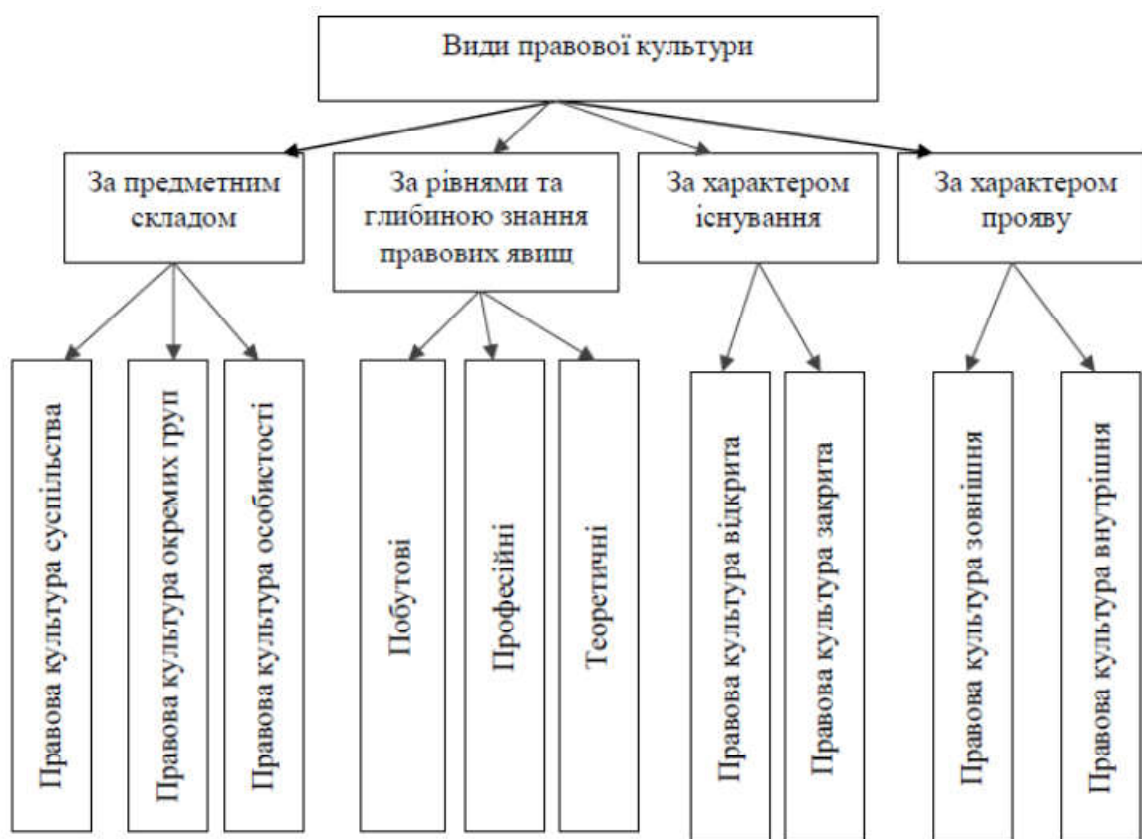 Види правової культури
За предметним
складом
За рівнями та
глибиною знання
правових явищ
За характером
існування
За характером
прояву
Правова культура суспільства
Правова культура окремих груп
Правова культура особистості
Побутові
Професійні
Теоретичні
Правова культура відкрита
Правова культура закрита
Правова культура зовнішня
Правова культура внутрішня